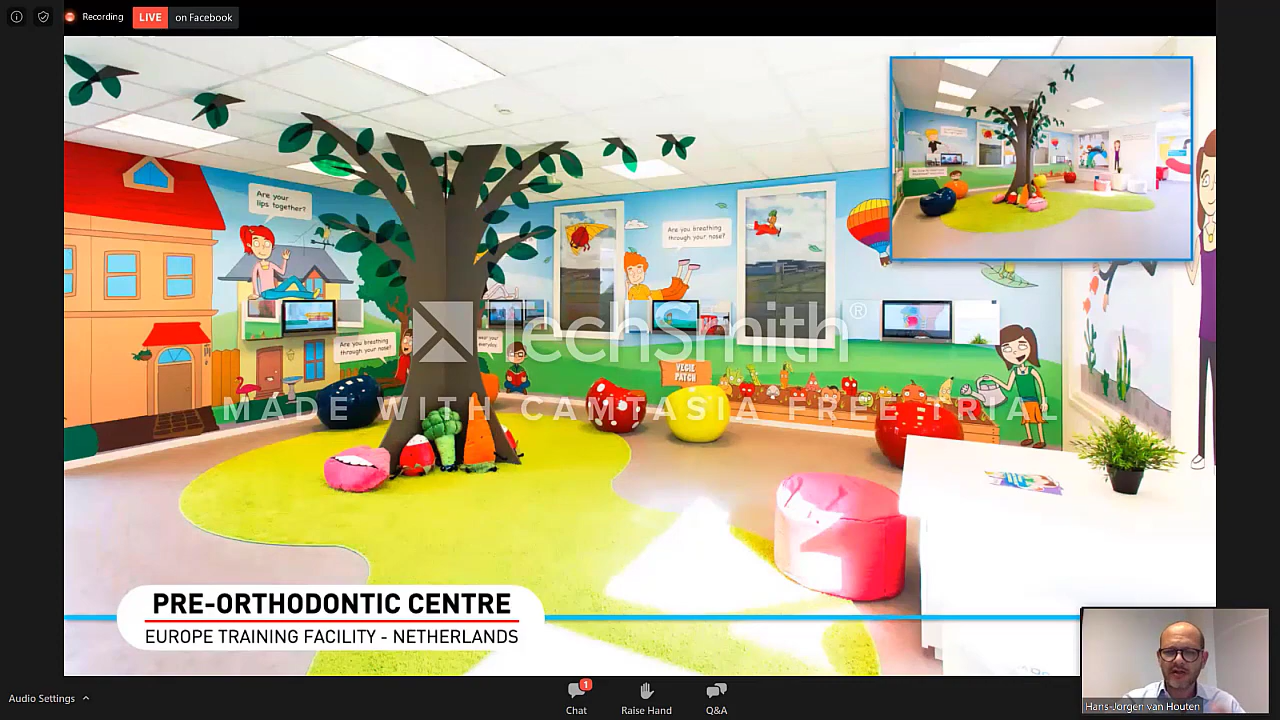 Recording
LIVE
on Facebook
Are your
lips together?
Are you breathing
through your nose?
Are you breathing
through your nose?
everyday
VEGIE
PATCH
TechSmith®
MADE WITH CAMTASIA FREE TRIAL
PRE-ORTHODONTIC CENTRE
EUROPE TRAINING FACILITY - NETHERLANDS
Hans-Jorgen van Houten
Audio Settings
1
Chat
Raise Hand
Q&A